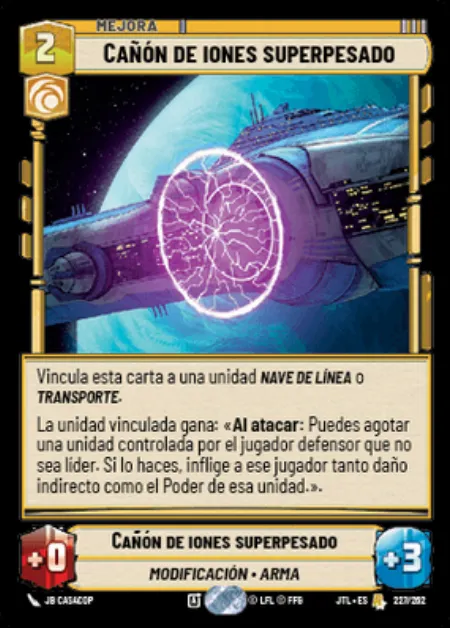 MEJORA
2
CAÑÓN DE IONES SUPERPESADO
Vincula esta carta a una unidad NAVE DE LÍNEA o
TRANSPORTE.
La unidad vinculada gana: «Al atacar: Puedes agotar
una unidad controlada por el jugador defensor que no
sea líder. Si lo haces, inflige a ese jugador tanto daño
indirecto como el Poder de esa unidad.».
CAÑÓN DE IONES SUPERPESADO
+0
+3
MODIFICACIÓN • ARMA
JB CASACOP
A
© LFL © FFG
JTL • ES
227/262